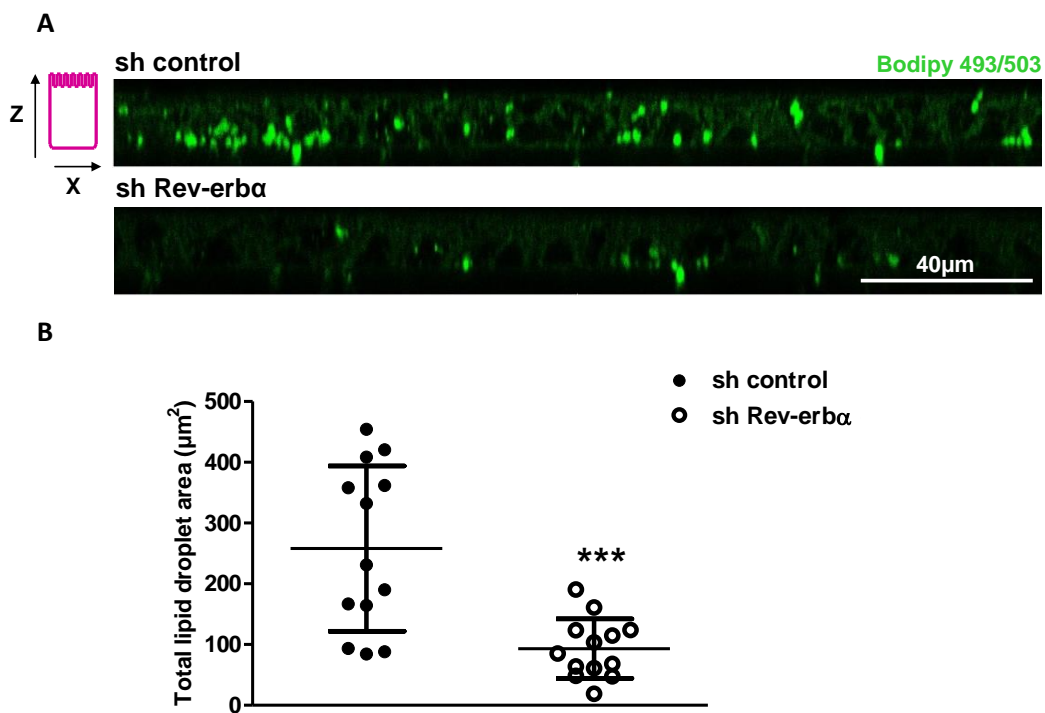 A
sh control
Bodipy 493/503
Z
X
sh Rev-erbα
40µm
B
sh control
sh Rev-erbα
Total lipid droplet area (µm²)
500
400
300
200
100
0
***